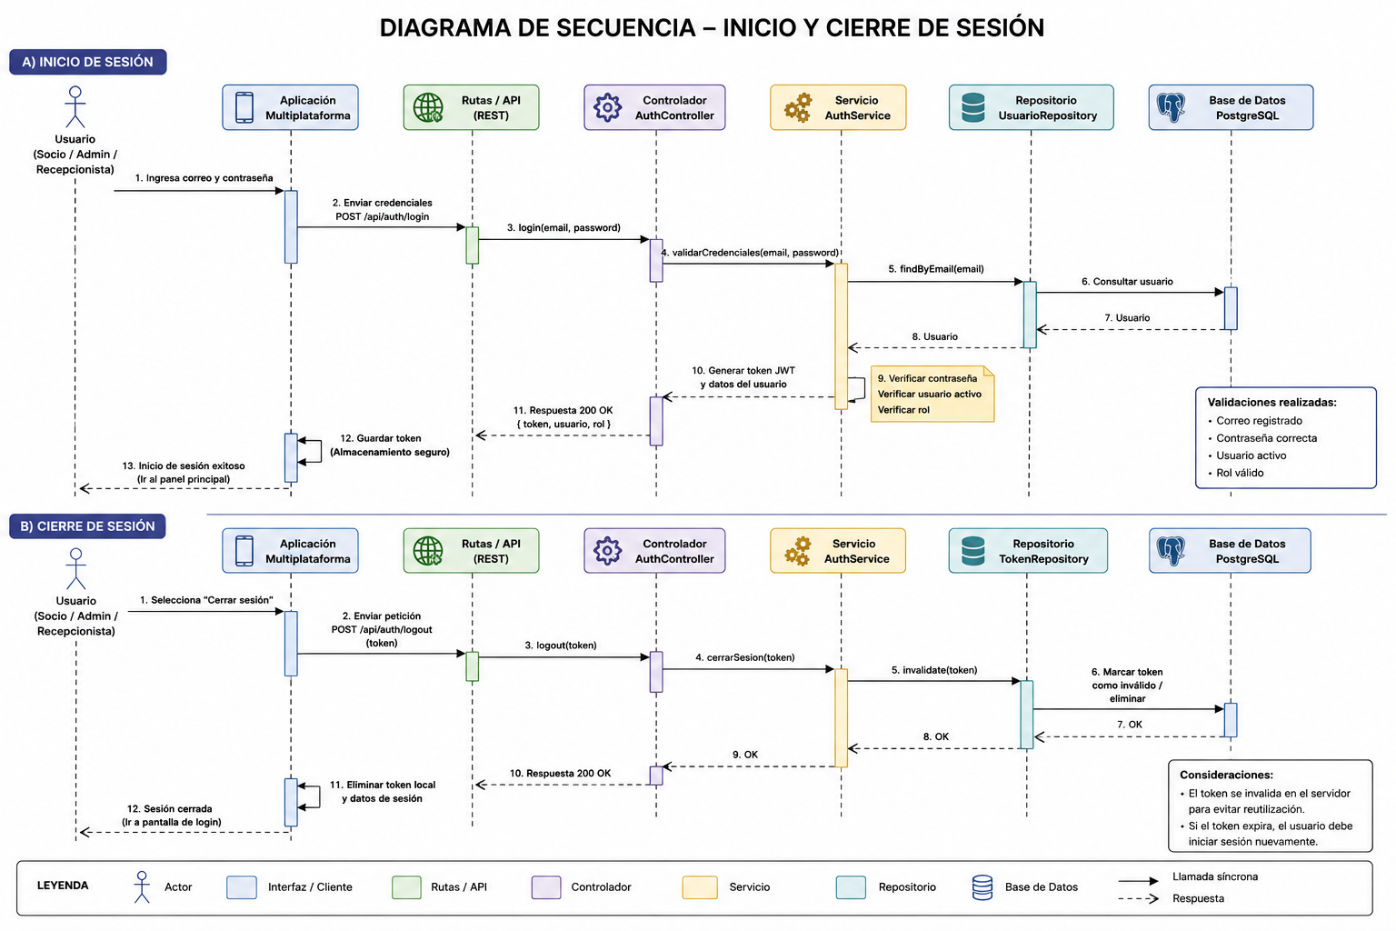 DIAGRAMA DE SECUENCIA – INICIO Y CIERRE DE SESIÓN
A) INICIO DE SESIÓN
Usuario
(Socio / Admin /
Recepcionista)
Aplicación
Multiplataforma
Rutas / API
(REST)
Controlador
AuthController
Servicio
AuthService
Repositorio
UsuarioRepository
Base de Datos
PostgreSQL
1. Ingresa correo y contraseña
2. Enviar credenciales
POST /api/auth/login
3. login(email, password)
4. validarCredenciales(email, password)
5. findByEmail(email)
6. Consultar usuario
7. Usuario
8. Usuario
9. Verificar contraseña
Verificar usuario activo
Verificar rol
10. Generar token JWT
y datos del usuario
11. Respuesta 200 OK
{ token, usuario, rol }
12. Guardar token
(Almacenamiento seguro)
13. Inicio de sesión exitoso
(Ir al panel principal)
Validaciones realizadas:
• Correo registrado
• Contraseña correcta
• Usuario activo
• Rol válido
B) CIERRE DE SESIÓN
Usuario
(Socio / Admin /
Recepcionista)
Aplicación
Multiplataforma
Rutas / API
(REST)
Controlador
AuthController
Servicio
AuthService
Repositorio
TokenRepository
Base de Datos
PostgreSQL
1. Selecciona "Cerrar sesión"
2. Enviar petición
POST /api/auth/logout
(token)
3. logout(token)
4. cerrarSesion(token)
5. invalidate(token)
6. Marcar token
como inválido /
eliminar
7. OK
8. OK
9. OK
10. Respuesta 200 OK
11. Eliminar token local
y datos de sesión
12. Sesión cerrada
(Ir a pantalla de login)
Consideraciones:
• El token se invalida en el servidor
para evitar reutilización.
• Si el token expira, el usuario debe
iniciar sesión nuevamente.
LEYENDA
Actor
Interfaz / Cliente
Rutas / API
Controlador
Servicio
Repositorio
Base de Datos
Llamada síncrona
Respuesta